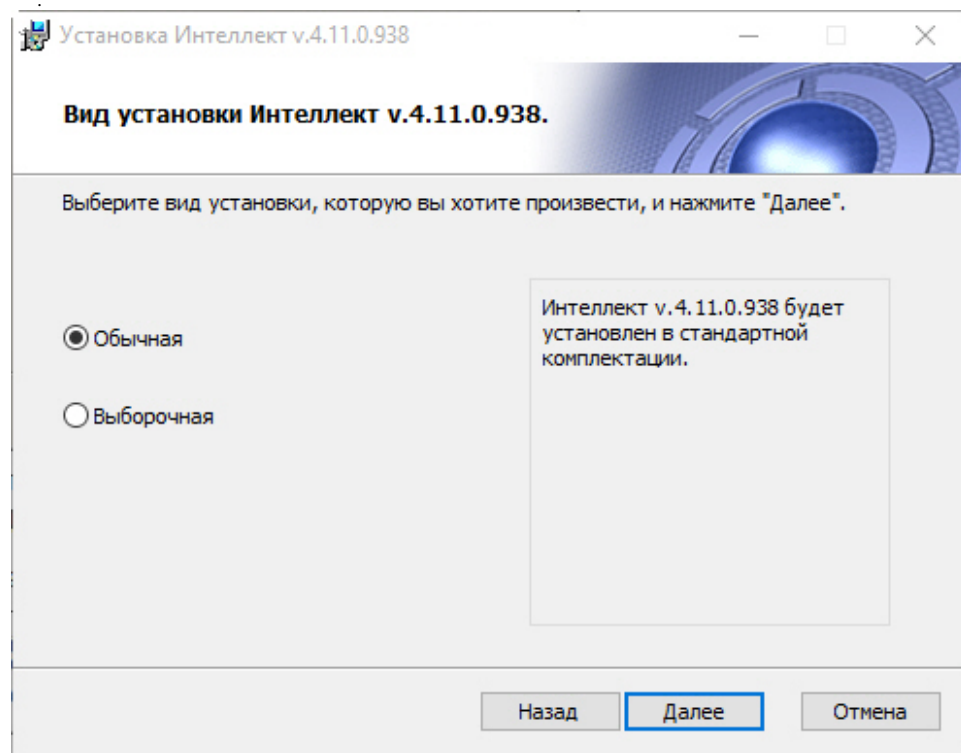 Установка Интеллект v.4.11.0.938
Вид установки Интеллект v.4.11.0.938.
Выберите вид установки, которую вы хотите произвести, и нажмите "Далее".
Обычная
Выборочная
Интеллект v.4.11.0.938 будет
установлен в стандартной
комплектации.
Назад
Далее
Отмена